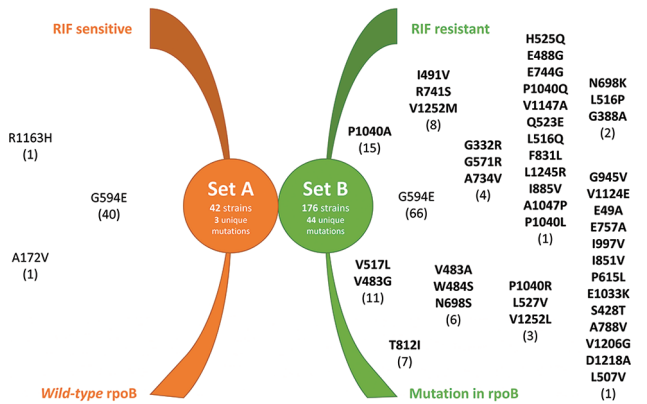 RIF sensitive
RIF resistant
R1163H
(1)
G594E
(40)
A172V
(1)
Set A
42 strains
3 unique
mutations
Set B
176 strains
44 unique
mutations
P1040A
(15)
I491V
R741S
V1252M
(8)
G594E
(66)
G332R
G571R
A734V
(4)
H525Q
E488G
E744G
P1040Q
V1147A
Q523E
L516Q
F831L
L1245R
I885V
A1047P
P1040L
(1)
N698K
L516P
G388A
(2)
V517L
V483G
(11)
T812I
(7)
V483A
W484S
N698S
(6)
P1040R
L527V
V1252L
(3)
G945V
V1124E
E49A
E757A
I997V
I851V
P615L
E1033K
S428T
A788V
V1206G
D1218A
L507V
(1)
Wild-type rpoB
Mutation in rpoB